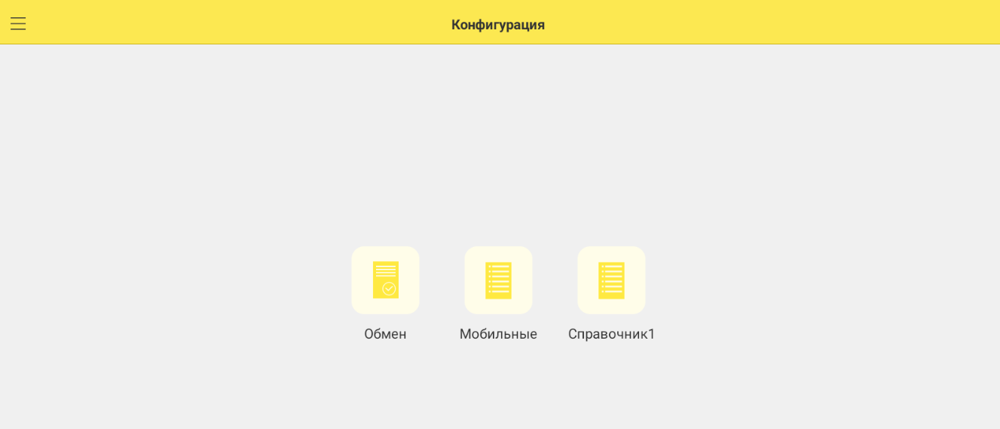 Конфигурация
Обмен
Мобильные
Справочник1